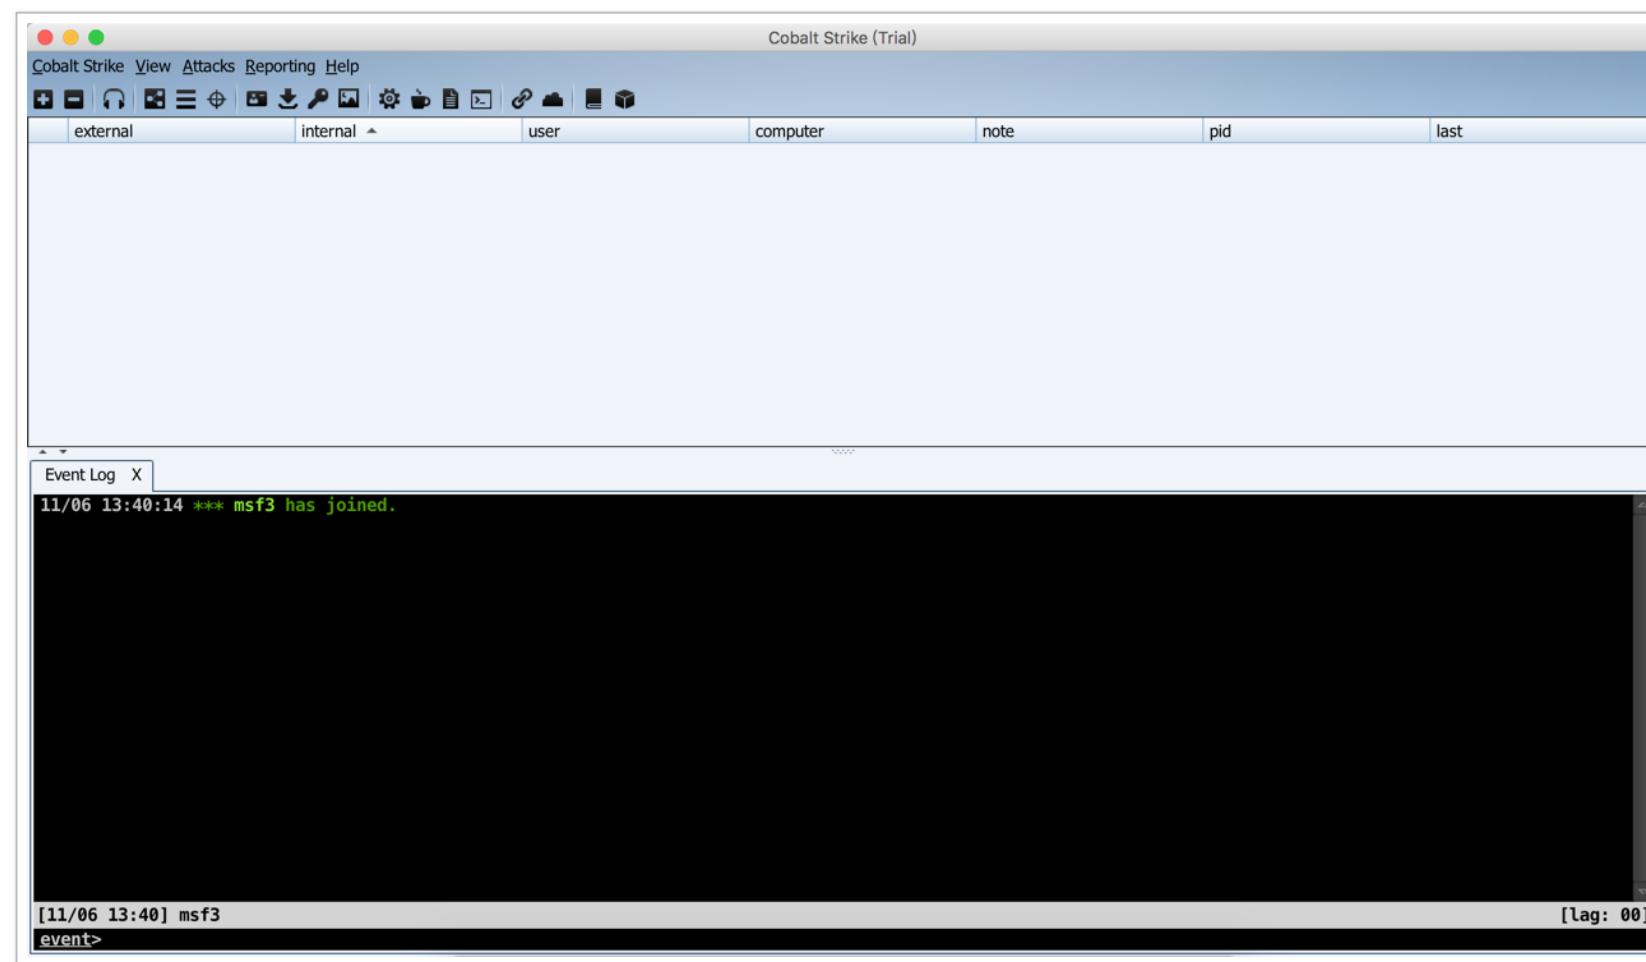 Cobalt Strike (Trial)
Cobalt Strike View Attacks Reporting Help
external internal user computer note pid last
Event Log X
11/06 13:40:14 *** msf3 has joined.
[11/06 13:40] msf3 [lag: 00]
event>